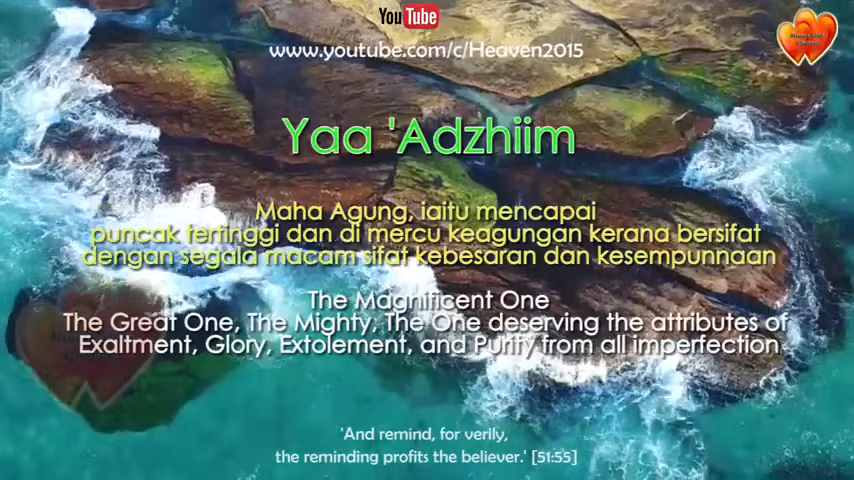 YouTube
www.youtube.com/c/Heaven2015
Yaa 'Adzhiim
Maha Agung, iaitu mencapai
puncak tertinggi dan di mercu keagungan kerana bersifat
dengan segala macam sifat kebesaran dan kesempunnaan
The Magnificent One
The Great One, The Mighty, The One deserving the attributes of
Exaltment, Glory, Extolement, and Purity from all imperfection
'And remind, for verily,
the reminding profits the believer.' [51:55]